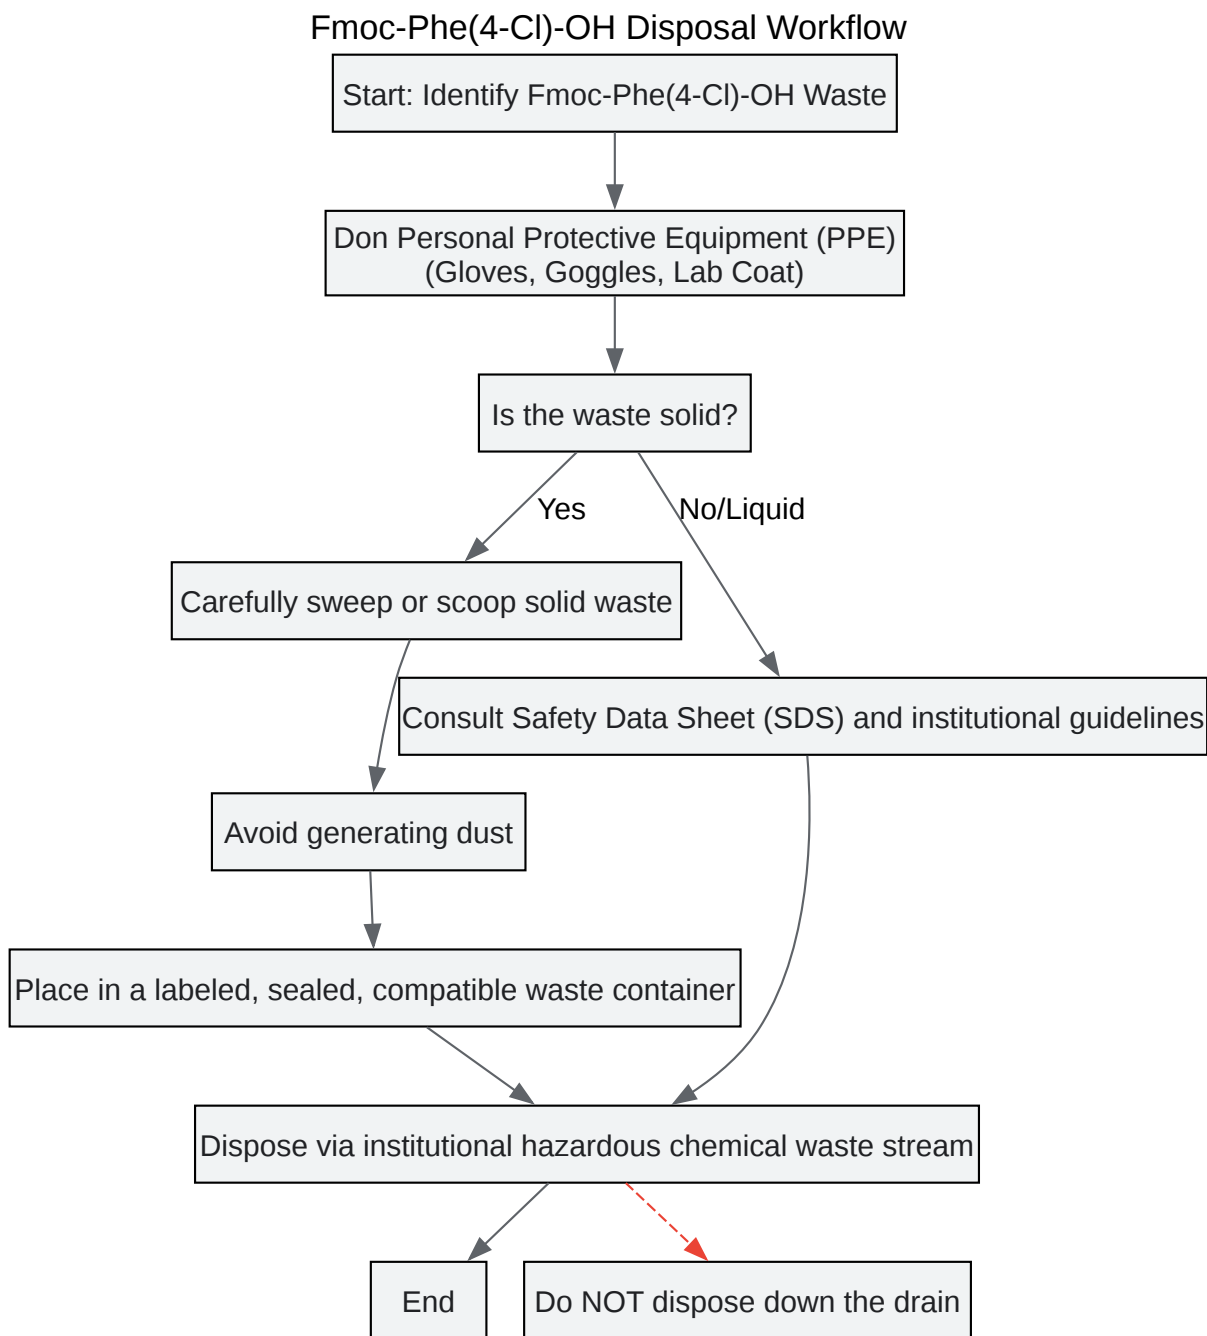 Fmoc-Phe(4-Cl)-OH Disposal Workflow
Start: Identify Fmoc-Phe(4-Cl)-OH Waste
Don Personal Protective Equipment (PPE)
(Gloves, Goggles, Lab Coat)
Is the waste solid?
Yes
No/Liquid
Carefully sweep or scoop solid waste
Consult Safety Data Sheet (SDS) and institutional guidelines
Avoid generating dust
Place in a labeled, sealed, compatible waste container
Dispose via institutional hazardous chemical waste stream
End
Do NOT dispose down the drain